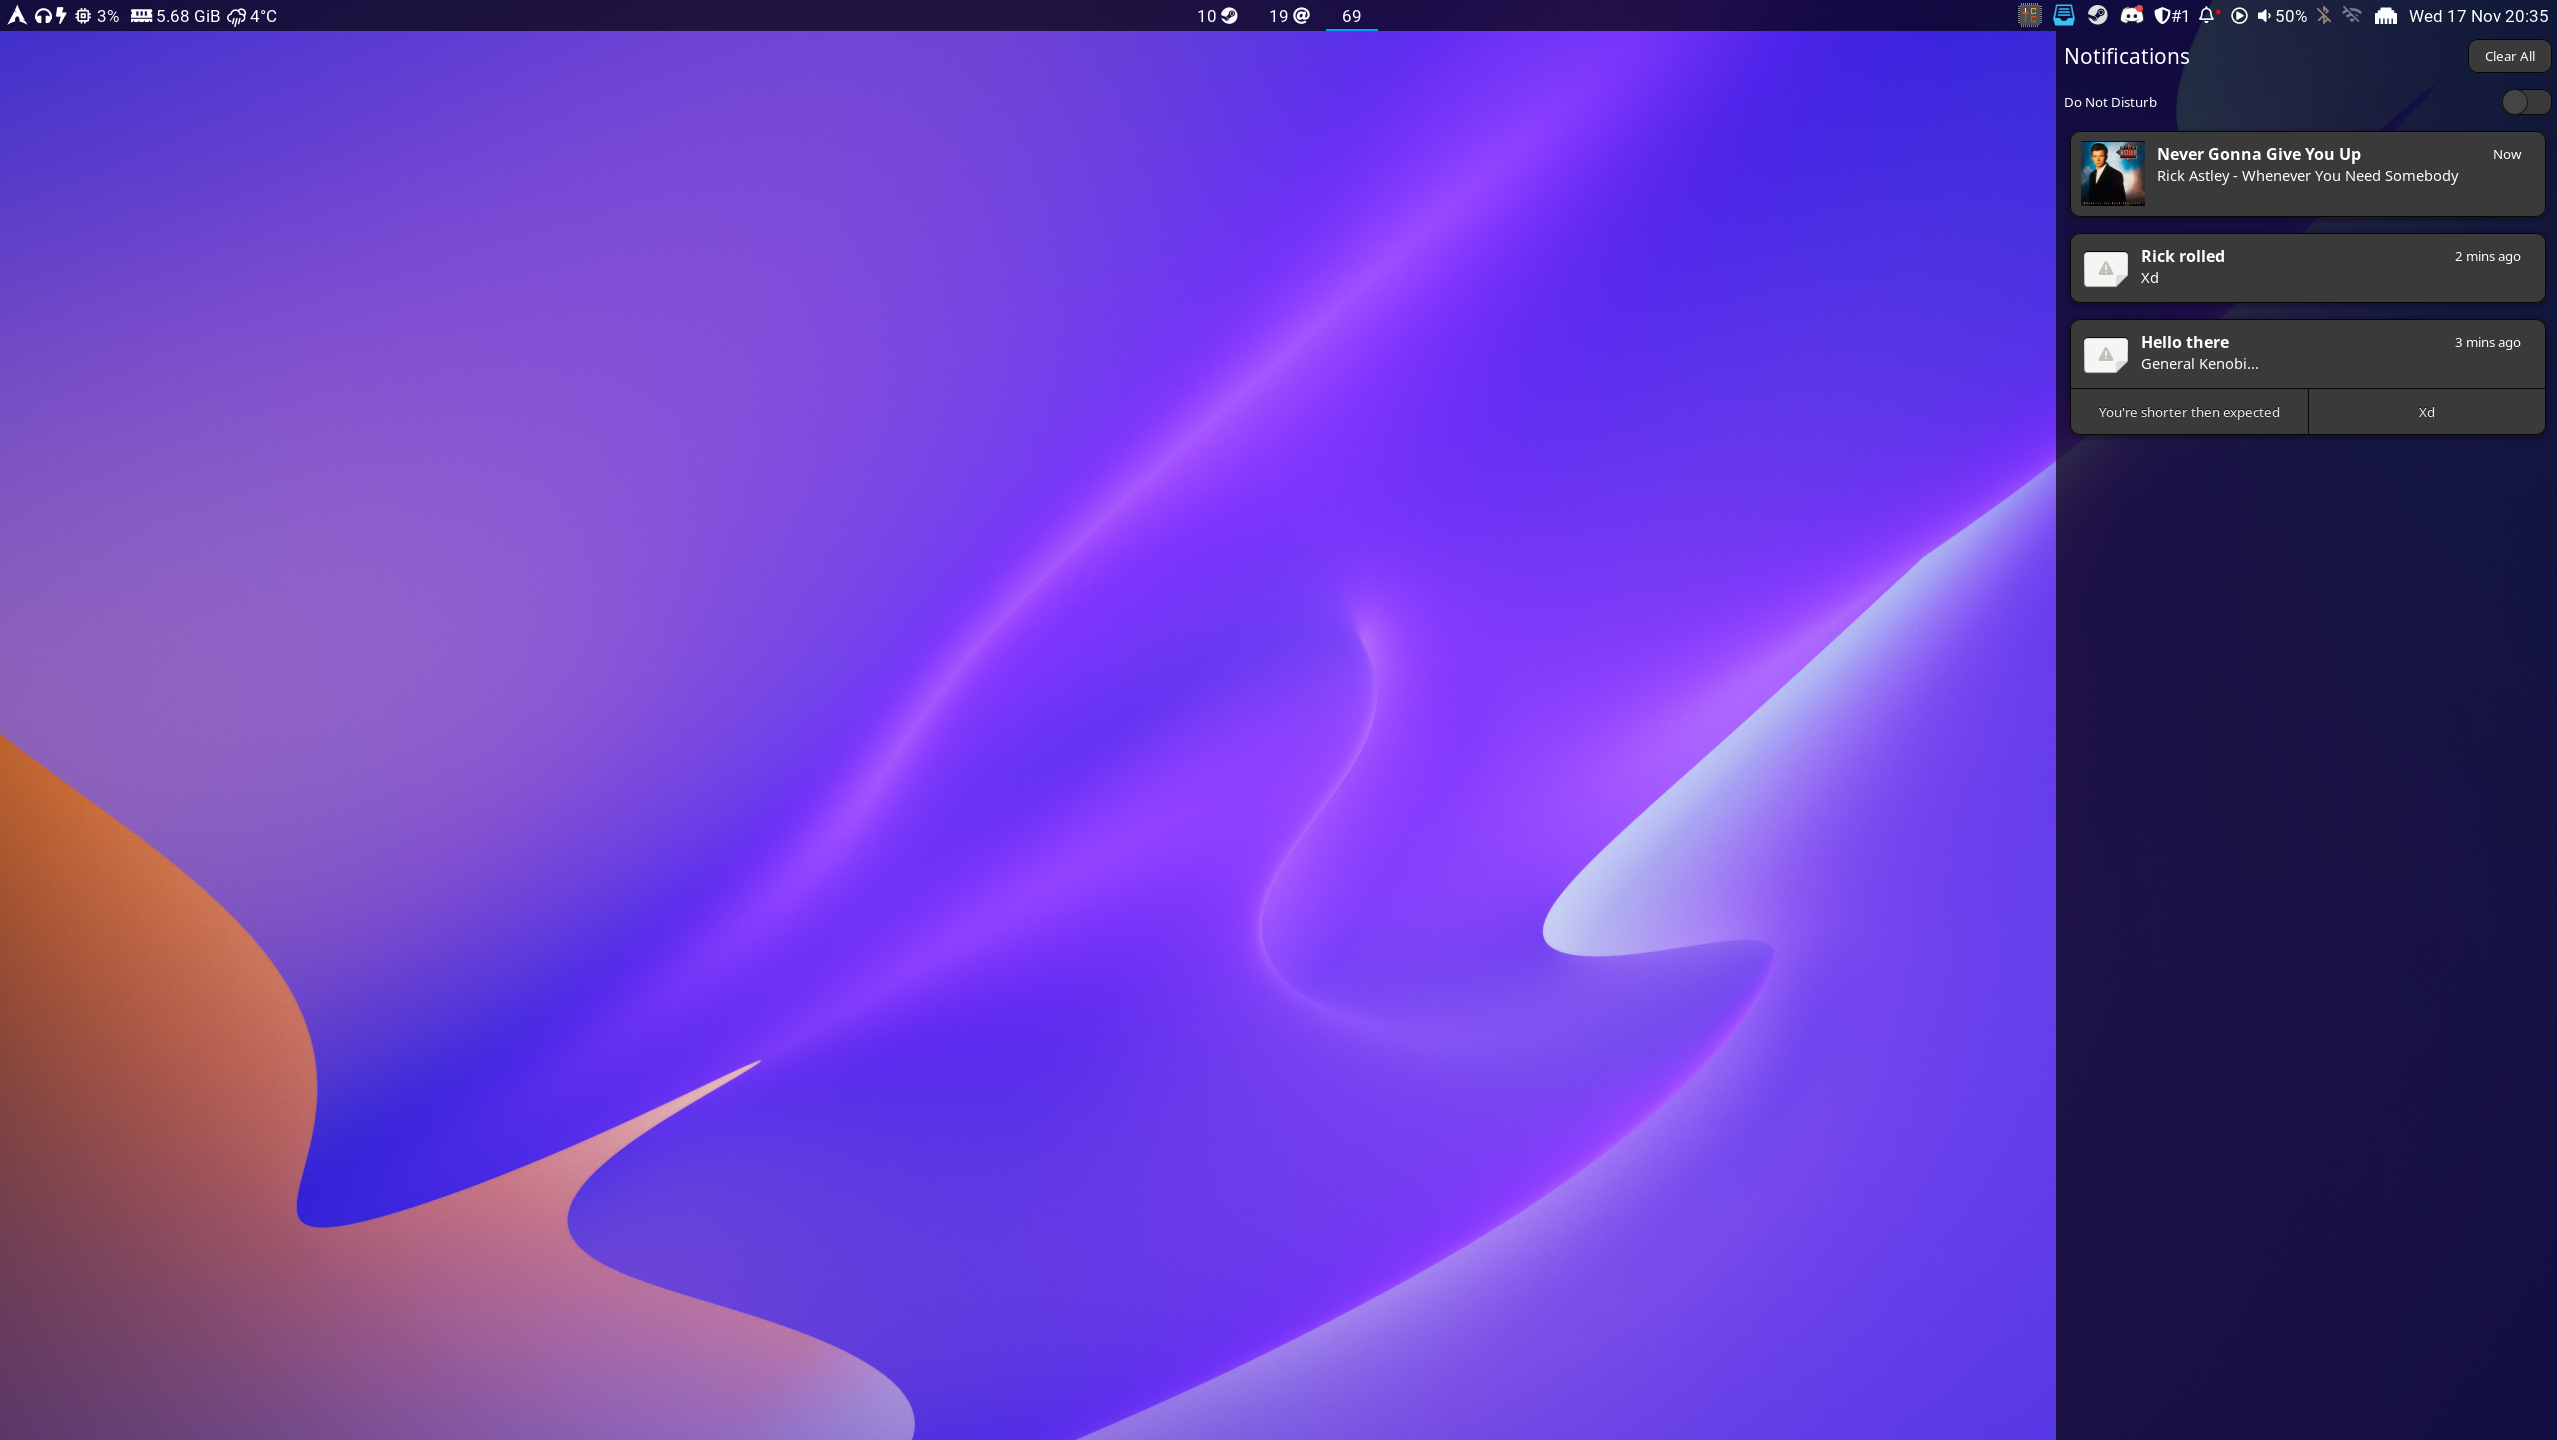 3% 5.68 GiB 4°C 10 19 69 #1 50% Wed 17 Nov 20:35
Notifications
Clear All
Do Not Disturb
Never Gonna Give You Up
Now
Rick Astley - Whenever You Need Somebody
Rick rolled
2 mins ago
Xd
Hello there
3 mins ago
General Kenobi...
You're shorter then expected
Xd